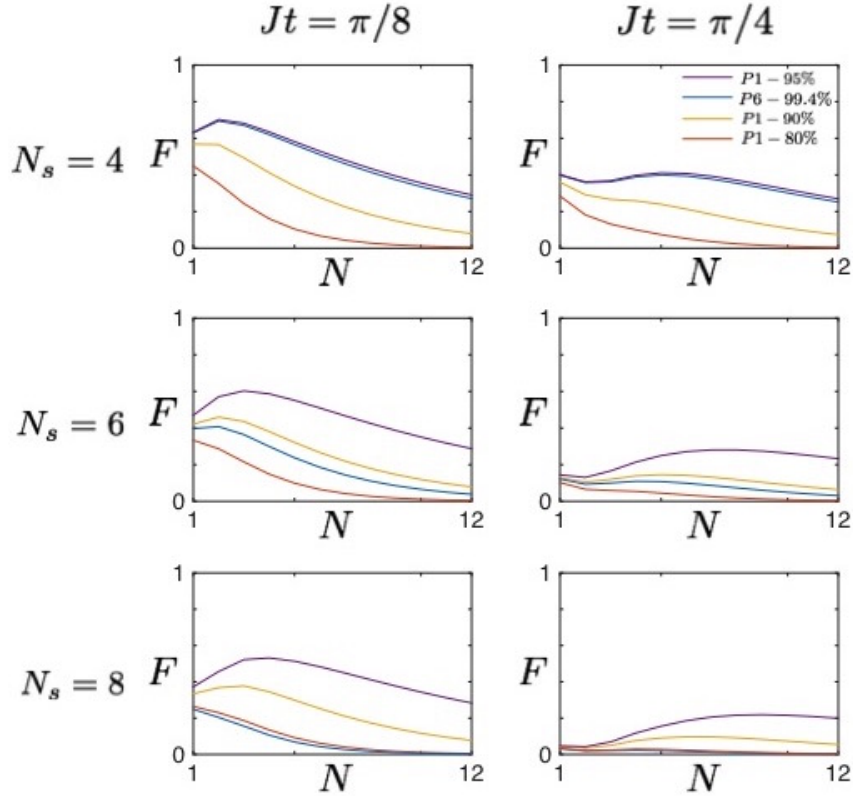 Jt = π/8 Jt = π/4
1 1
P1 − 95%
P6 − 99.4%
P1 − 90%
P1 − 80%
N_s = 4 F F
0 0
1 N 12 1 N 12
1 1
N_s = 6 F F
0 0
1 N 12 1 N 12
1 1
N_s = 8 F F
0 0
1 N 12 1 N 12